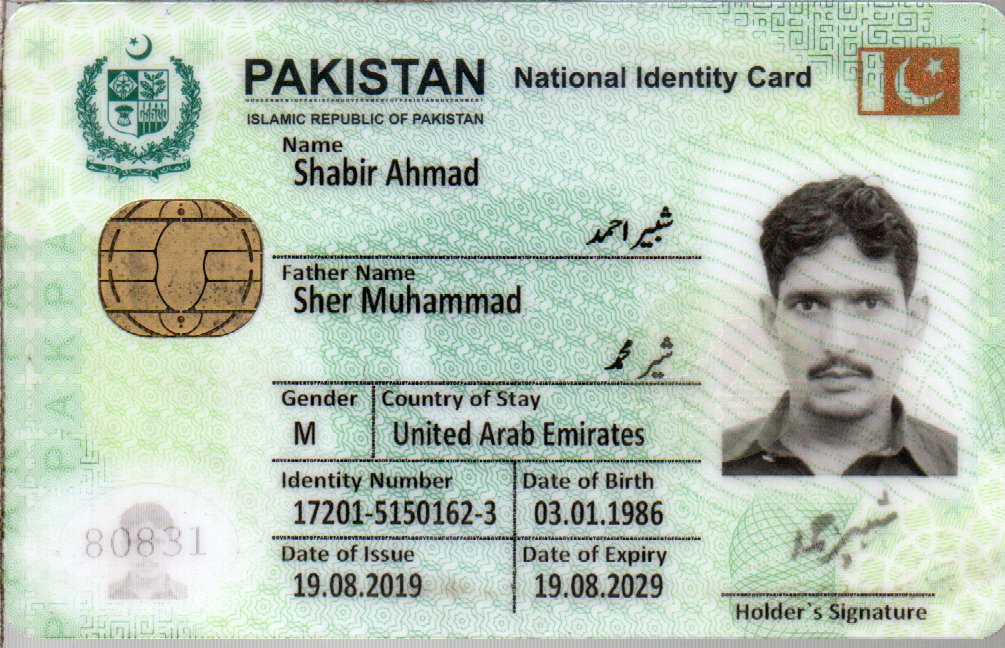 PAKISTAN National Identity Card
ISLAMIC REPUBLIC OF PAKISTAN
Name
Shabir Ahmad
شبیر احمد
Father Name
Sher Muhammad
شیر محمد
Gender Country of Stay
M United Arab Emirates
Identity Number Date of Birth
17201-5150162-3 03.01.1986
Date of Issue Date of Expiry
19.08.2019 19.08.2029
80831
شبیر احمد
Holder`s Signature